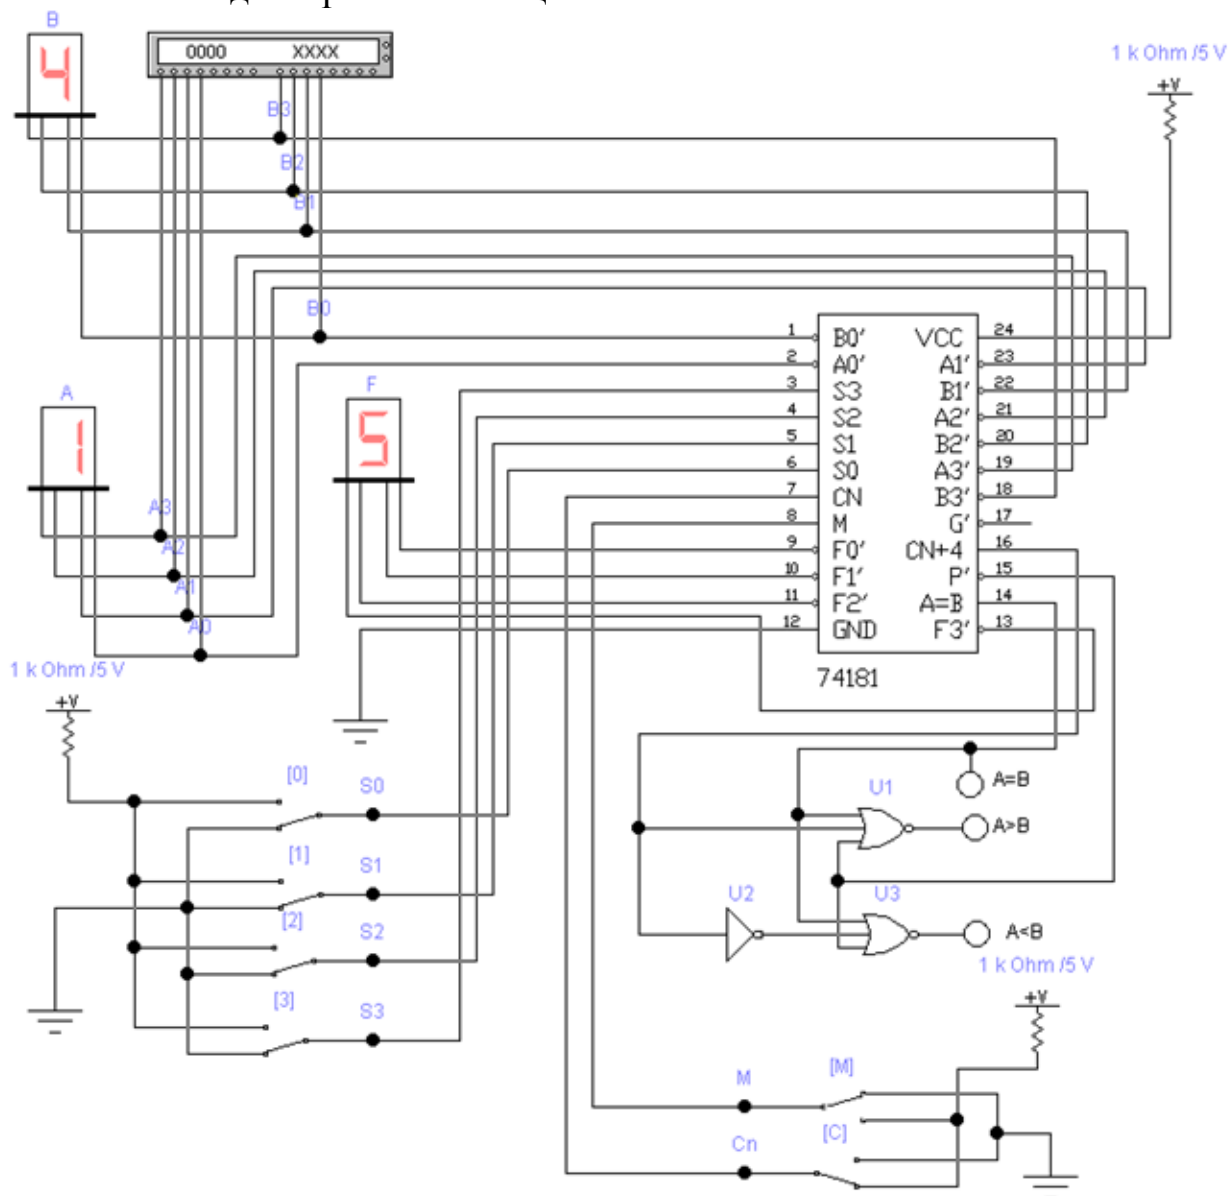 B
0000 XXXX
4
1 k Ohm /5 V
+V
B3
B2
B1
B0
A
1
F
5
A3
A2
A1
A0
1 B0' VCC 24
2 A0' A1' 23
3 S3 B1' 22
4 S2 A2' 21
5 S1 B2' 20
6 S0 A3' 19
7 CN B3' 18
8 M G' 17
9 F0' CN+4 16
10 F1' P' 15
11 F2' A=B 14
12 GND F3' 13
74181
1 k Ohm /5 V
+V
[0] S0
[1] S1
[2] S2
[3] S3
A=B
U1
A>B
U2
U3
A<B
1 k Ohm /5 V
+V
M [M]
Cn [C]